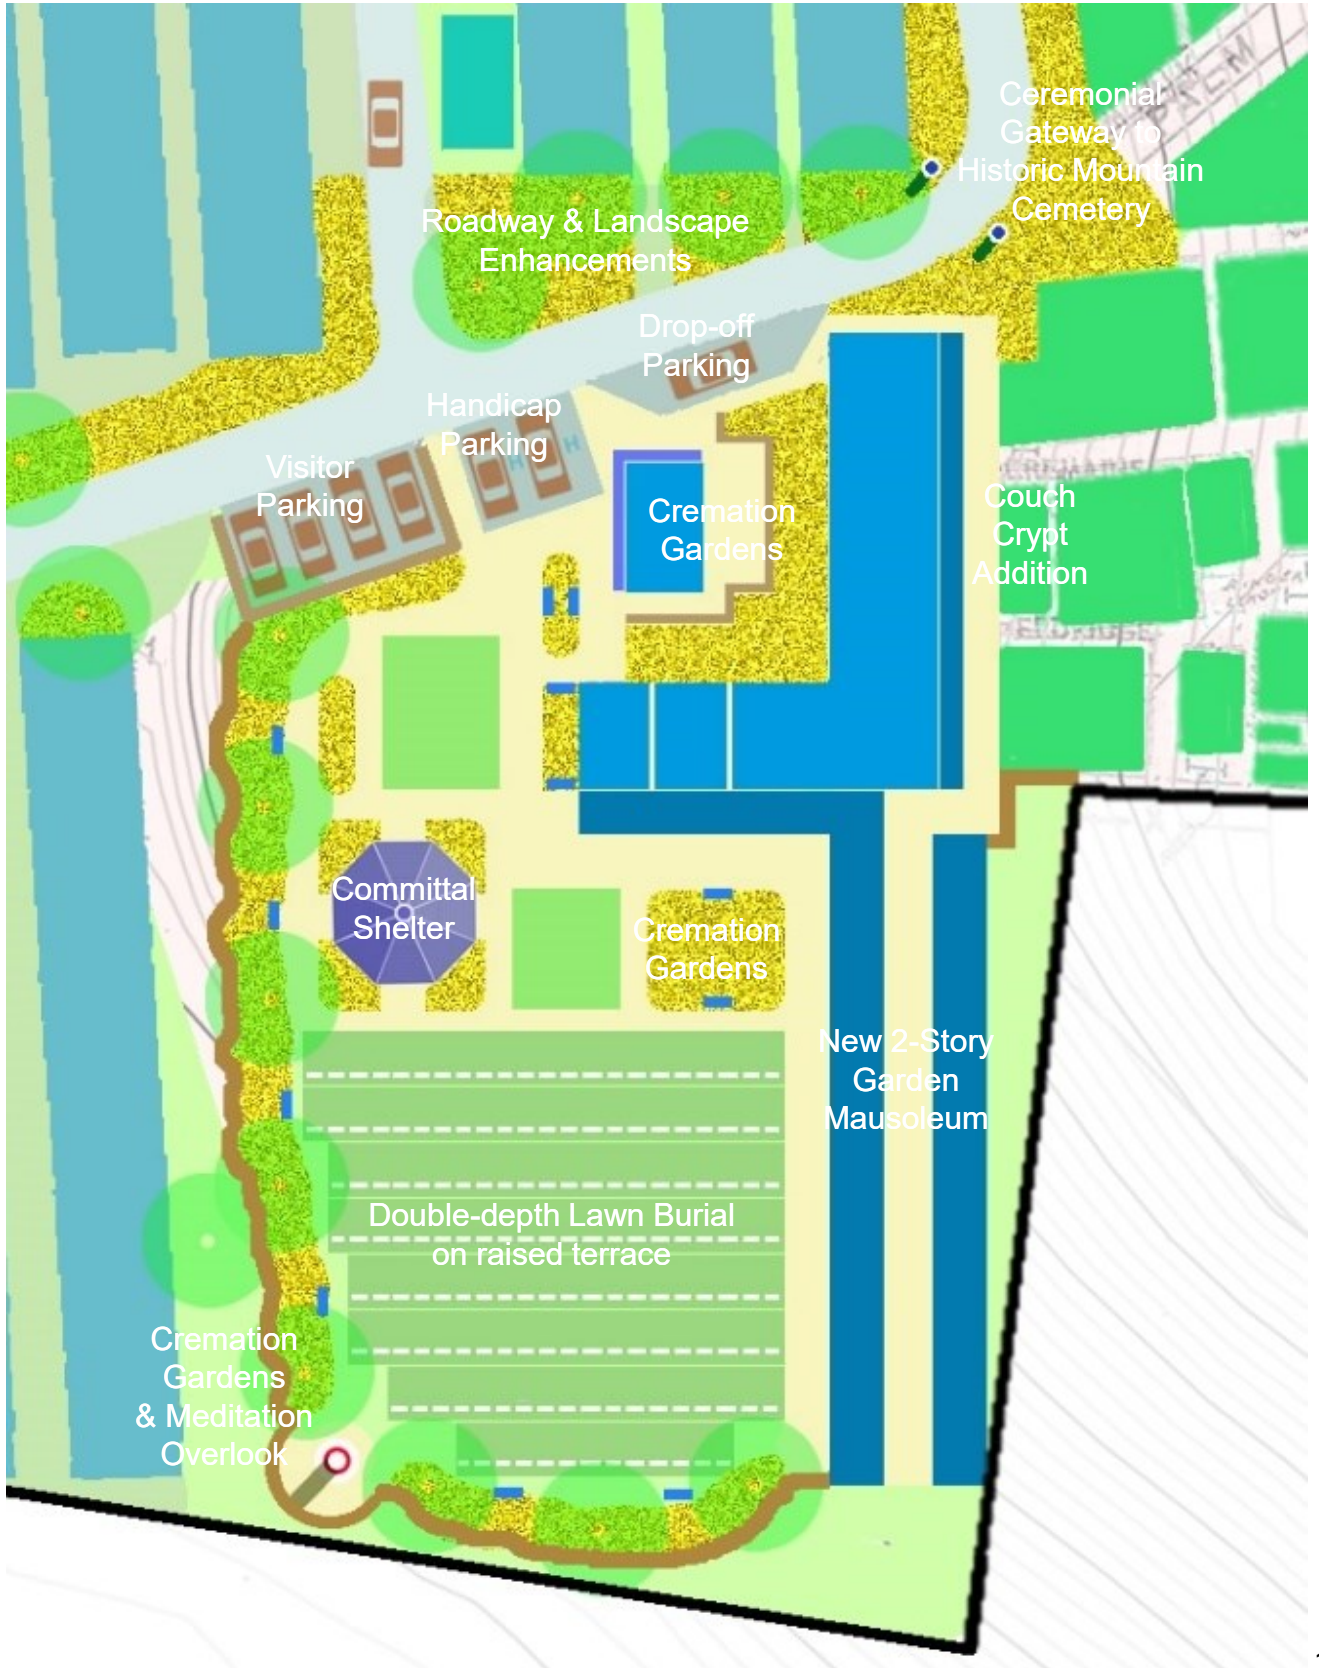 Ceremonial
Gateway to
Historic Mountain
Cemetery
Roadway & Landscape
Enhancements
Drop-off
Parking
Handicap
Parking
H
H
Visitor
Parking
Cremation
Gardens
Couch
Crypt
Addition
Committal
Shelter
Cremation
Gardens
New 2-Story
Garden
Mausoleum
Double-depth Lawn Burial
on raised terrace
Cremation
Gardens
& Meditation
Overlook